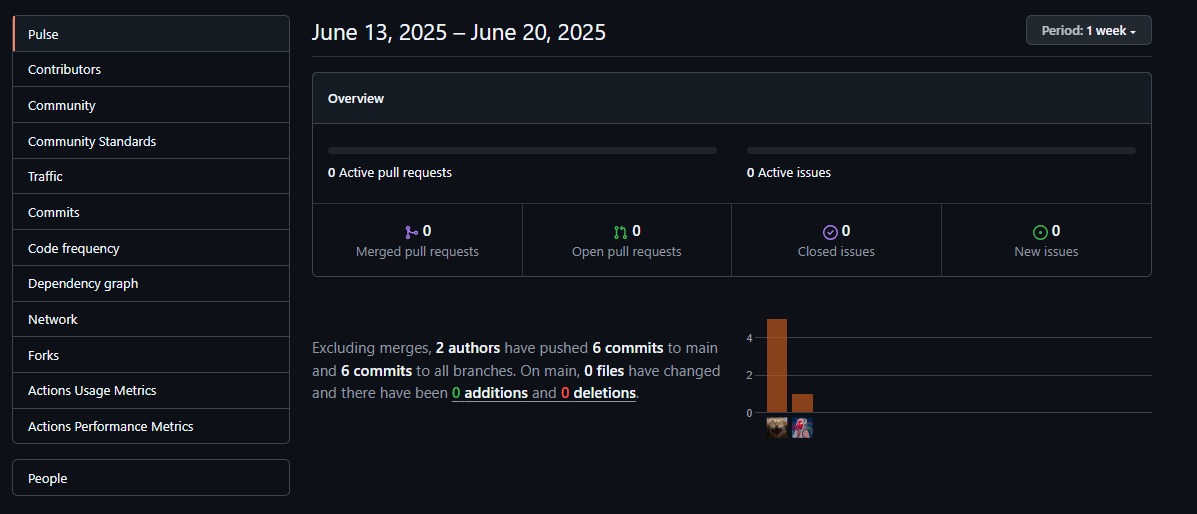 Pulse
Contributors
Community
Community Standards
Traffic
Commits
Code frequency
Dependency graph
Network
Forks
Actions Usage Metrics
Actions Performance Metrics
People
June 13, 2025 – June 20, 2025
Period: 1 week
Overview
0 Active pull requests
0 Active issues
0
Merged pull requests
0
Open pull requests
0
Closed issues
0
New issues
Excluding merges, 2 authors have pushed 6 commits to main
and 6 commits to all branches. On main, 0 files have changed
and there have been 0 additions and 0 deletions.
4
2
0